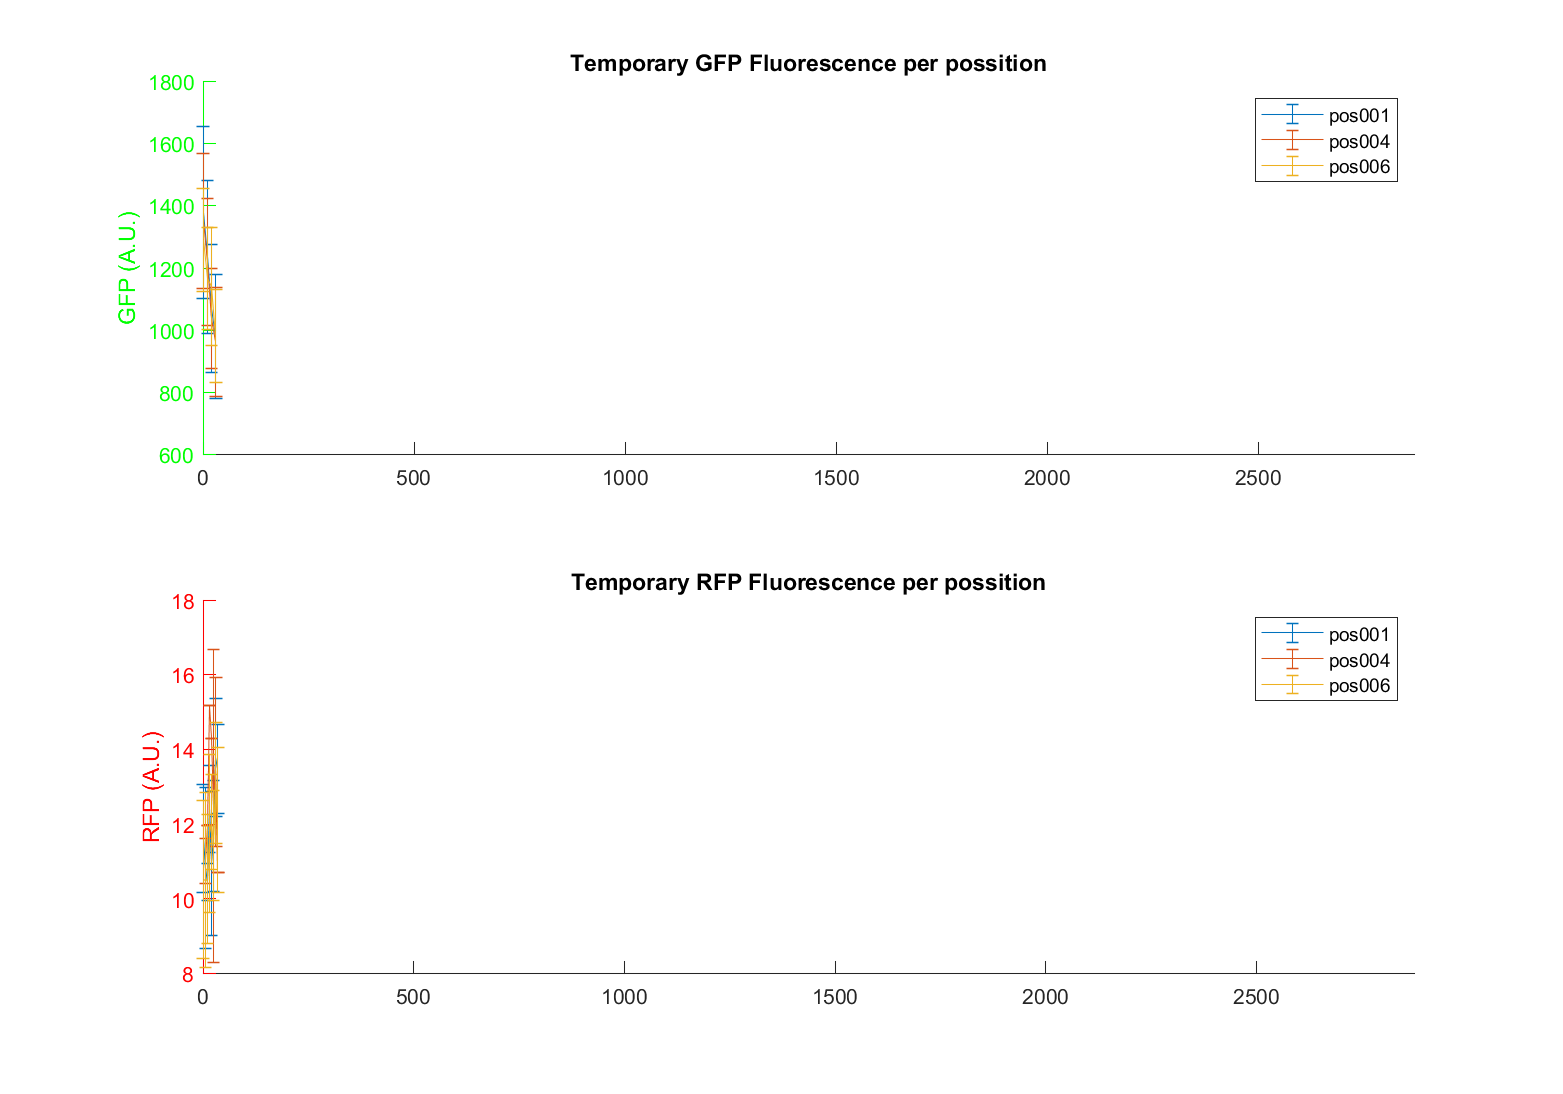 Temporary GFP Fluorescence per possition
1800
1600
1400
1200
1000
800
600
GFP (A.U.)
pos001
pos004
pos006
0 500 1000 1500 2000 2500
Temporary RFP Fluorescence per possition
18
16
14
12
10
8
RFP (A.U.)
pos001
pos004
pos006
0 500 1000 1500 2000 2500